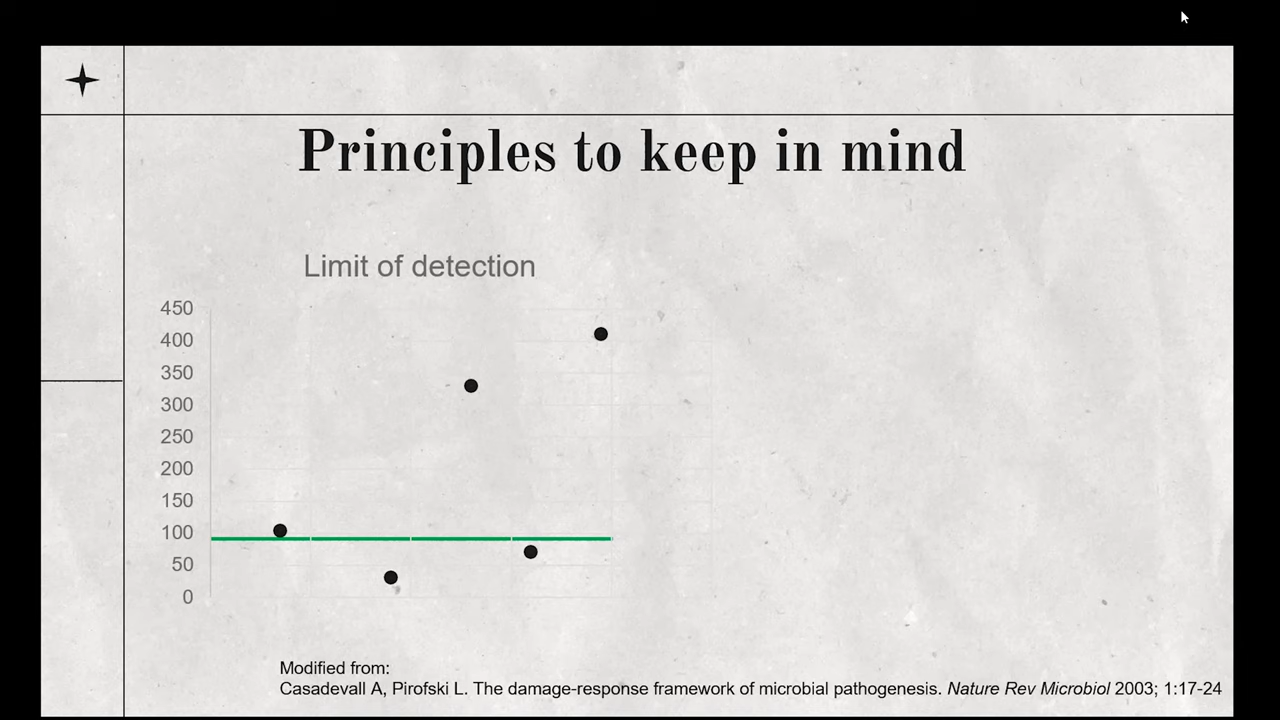 Principles to keep in mind
Limit of detection
450
400
350
300
250
200
150
100
50
0
Modified from:
Casadevall A, Pirofski L. The damage-response framework of microbial pathogenesis. Nature Rev Microbiol 2003; 1:17-24